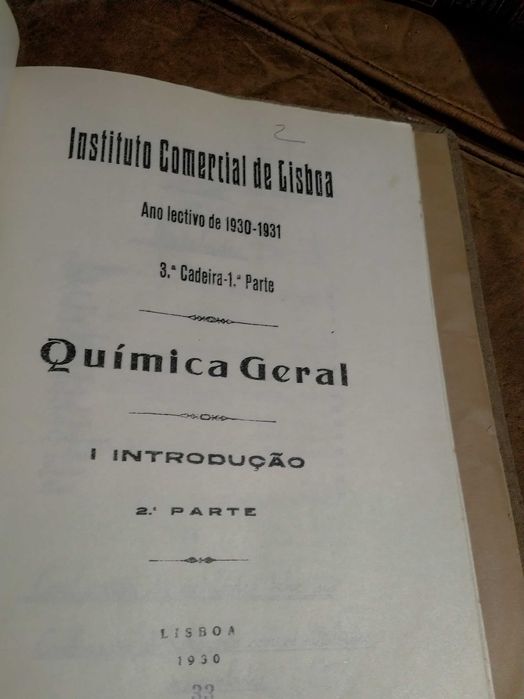 2
Instituto Comercial de Lisboa
Ano lectivo de 1930-1931
3.ª Cadeira-1.ª Parte
Química Geral
I INTRODUÇÃO
2.ª PARTE
LISBOA
1930
33